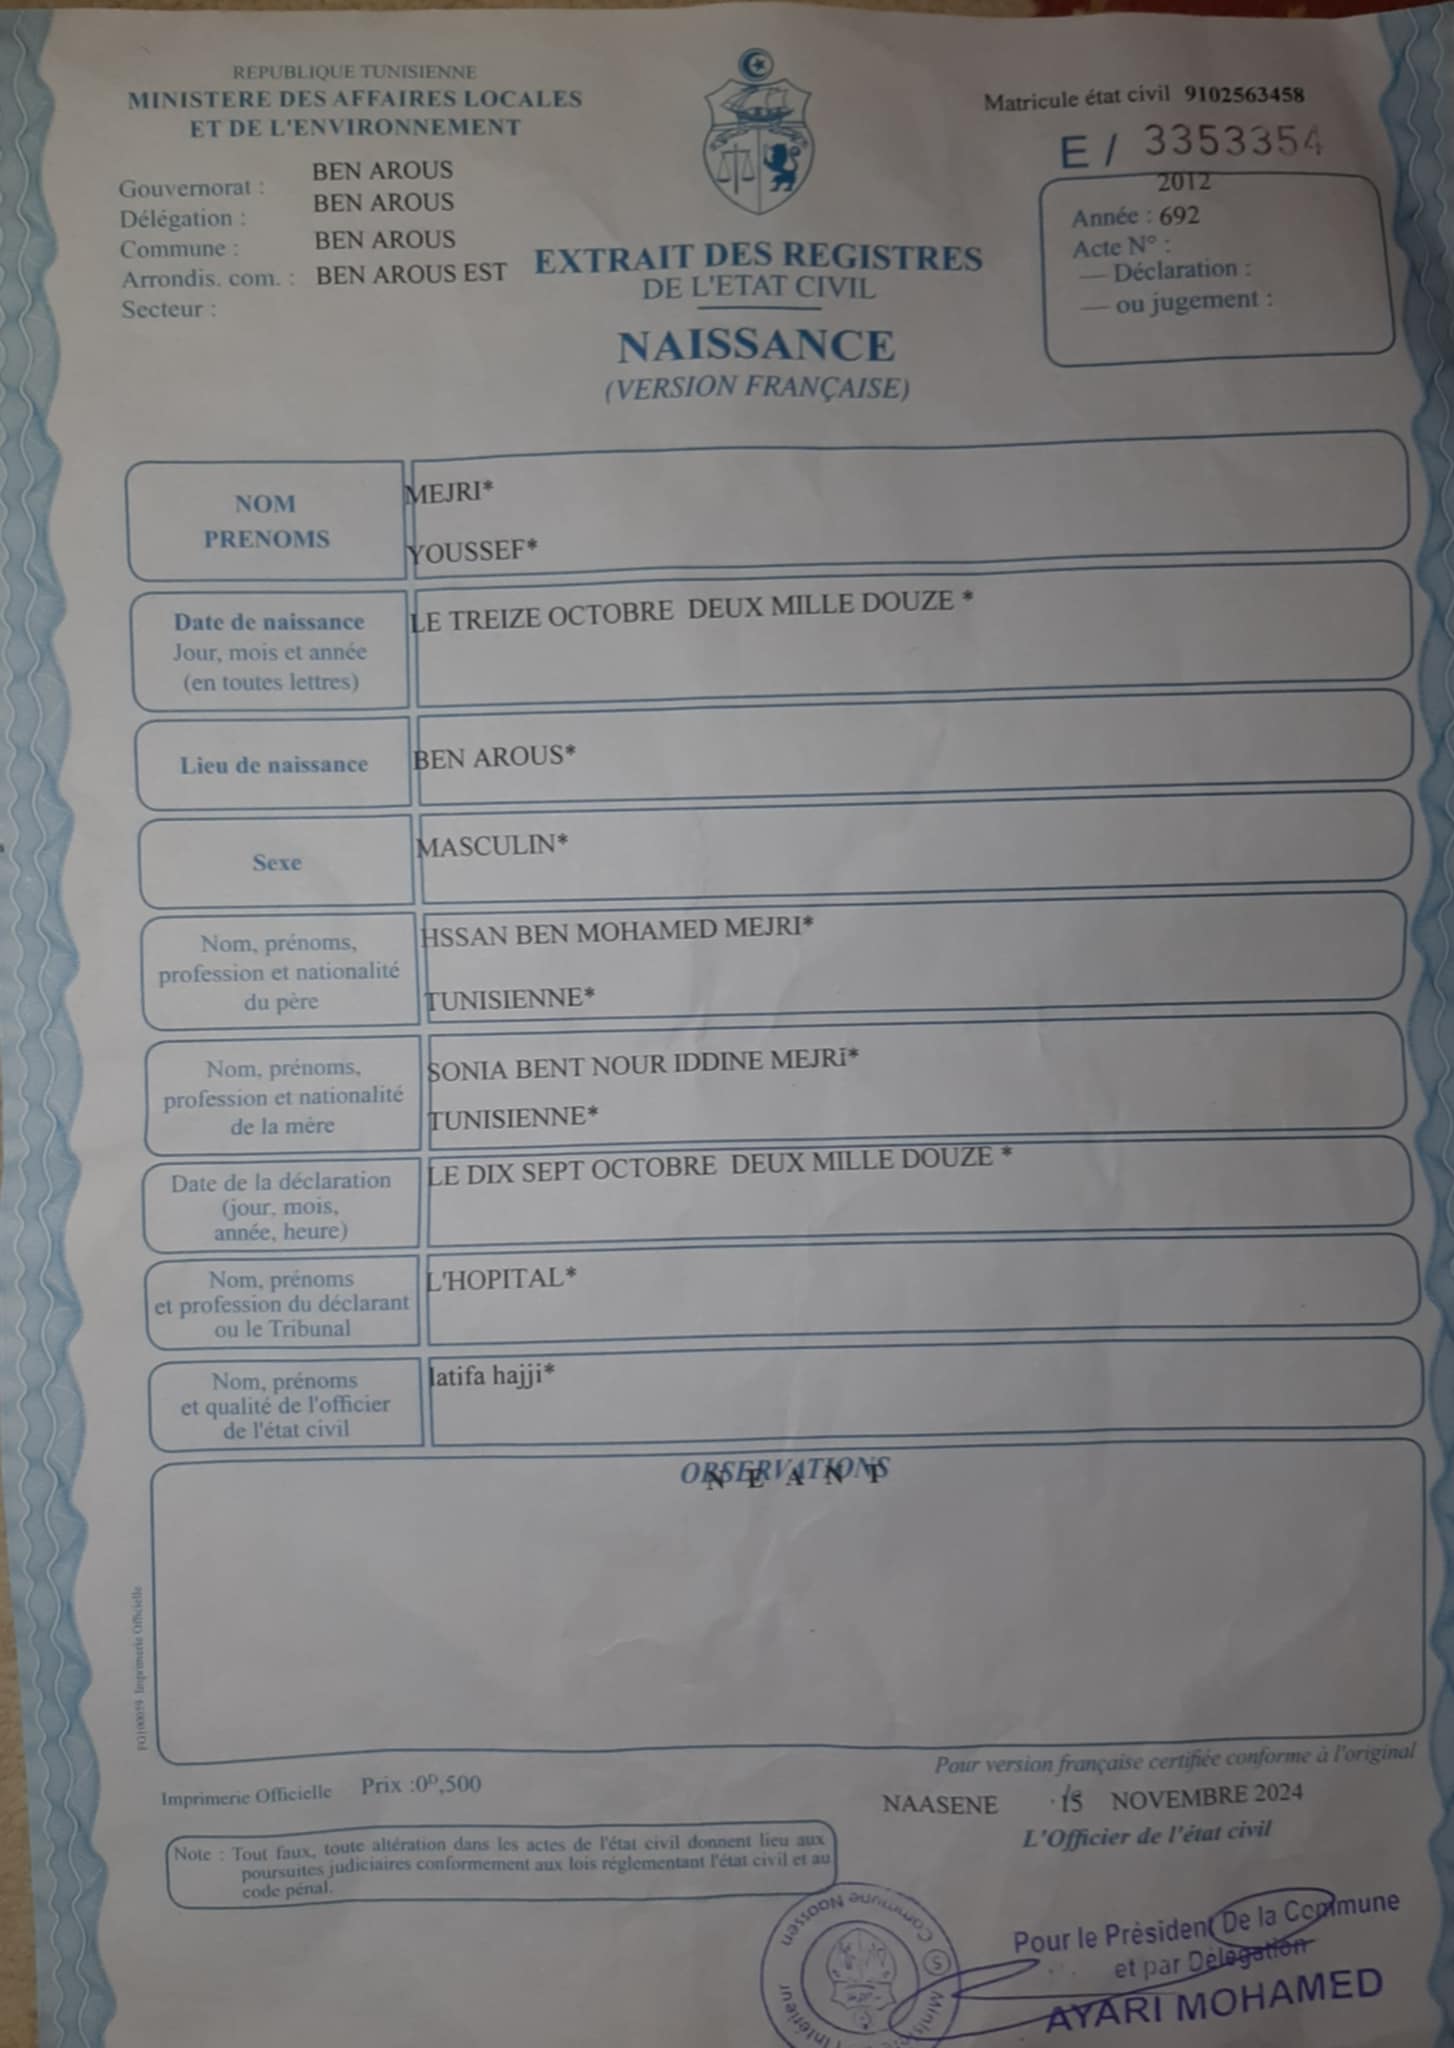 REPUBLIQUE TUNISIENNE
MINISTERE DES AFFAIRES LOCALES
ET DE L'ENVIRONNEMENT
Gouvernorat : BEN AROUS
Délégation : BEN AROUS
Commune : BEN AROUS
Arrondis. com. : BEN AROUS EST
Secteur :
Matricule état civil 9102563458
E / 3353354
2012
Année : 692
Acte N° :
— Déclaration :
— ou jugement :
EXTRAIT DES REGISTRES
DE L'ETAT CIVIL
NAISSANCE
(VERSION FRANÇAISE)
NOM
PRENOMS
MEJRI*
YOUSSEF*
Date de naissance
Jour, mois et année
(en toutes lettres)
LE TREIZE OCTOBRE DEUX MILLE DOUZE *
Lieu de naissance
BEN AROUS*
Sexe
MASCULIN*
Nom, prénoms,
profession et nationalité
du père
HSSAN BEN MOHAMED MEJRI*
TUNISIENNE*
Nom, prénoms,
profession et nationalité
de la mère
SONIA BENT NOUR IDDINE MEJRi*
TUNISIENNE*
Date de la déclaration
(jour, mois,
année, heure)
LE DIX SEPT OCTOBRE DEUX MILLE DOUZE *
Nom, prénoms
et profession du déclarant
ou le Tribunal
L'HOPITAL*
Nom, prénoms
et qualité de l'officier
de l'état civil
latifa hajji*
OBSERVATIONS
N E A N T
FG100059 Imprimerie Officielle
Imprimerie Officielle Prix :0ᴰ,500
Pour version française certifiée conforme à l'original
NAASENE 15 NOVEMBRE 2024
L'Officier de l'état civil
Note : Tout faux, toute altération dans les actes de l'état civil donnent lieu aux
poursuites judiciaires conformement aux lois réglementant l'état civil et au
code pénal.
Commune Naassen
Pour le Président De la Commune
et par Délégation
AYARI MOHAMED